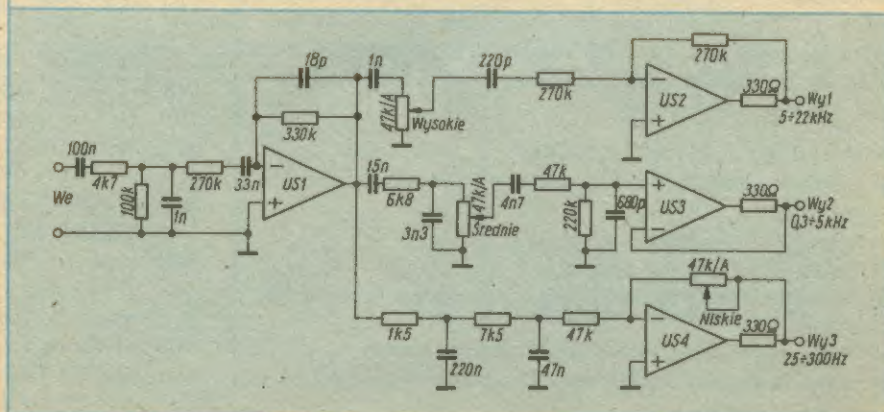 100n
4k7
We
100k
1n
270k
33n
18p
330k
US1
1n
47k/A
Wysokie
220p
270k
270k
US2
330Ω
Wy1
5÷22kHz
15n
6k8
3n3
47k/A
Średnie
4n7
47k
220k
680p
US3
330Ω
Wy2
0,3÷5kHz
1k5
220n
7k5
47n
47k
47k/A
Niskie
US4
330Ω
Wy3
25÷300Hz